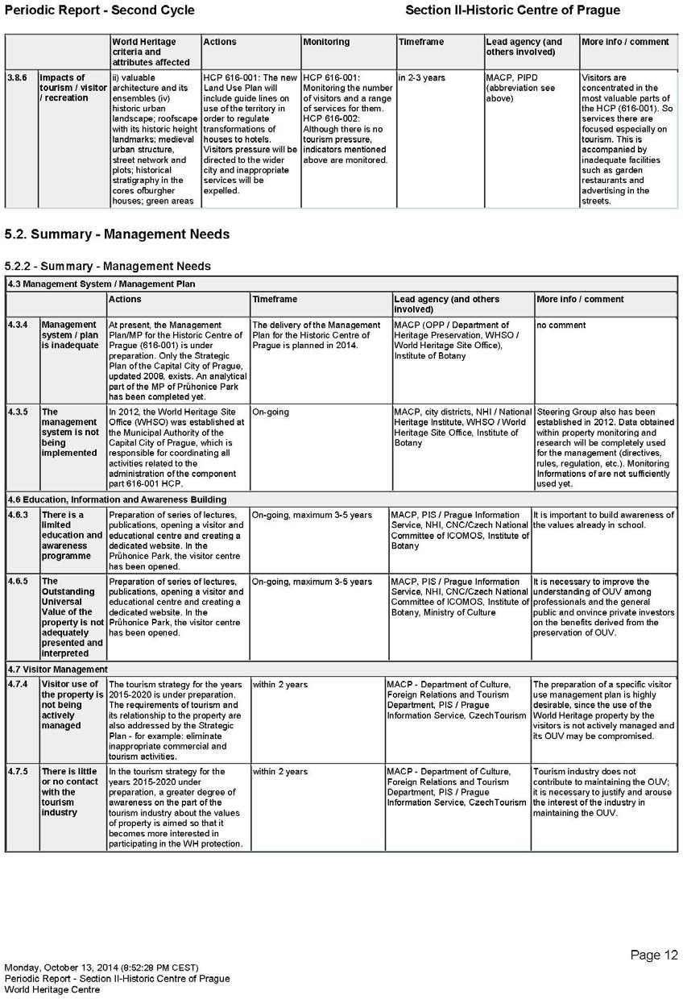 Periodic Report - Second Cycle
Section II-Historic Centre of Prague
World Heritage
criteria and
attributes affected
Actions
Monitoring
Timeframe
Lead agency (and
others involved)
More info / comment
3.8.6
Impacts of
tourism / visitor
/ recreation
ii) valuable
architecture and its
ensembles (iv)
historic urban
landscape; roofscape
with its historic height
landmarks; medieval
urban structure,
street network and
plots; historical
stratigraphy in the
cores ofburgher
houses; green areas
HCP 616-001: The new
Land Use Plan will
include guide lines on
use of the territory in
order to regulate
transformations of
houses to hotels.
Visitors pressure will be
directed to the wider
city and inappropriate
services will be
expelled.
HCP 616-001:
Monitoring the number
of visitors and a range
of services for them.
HCP 616-002:
Although there is no
tourism pressure,
indicators mentioned
above are monitored.
in 2-3 years
MACP, PIPD
(abbreviation see
above)
Visitors are
concentrated in the
most valuable parts of
the HCP (616-001). So
services there are
focused especially on
tourism. This is
accompanied by
inadequate facilities
such as garden
restaurants and
advertising in the
streets.
5.2. Summary - Management Needs
5.2.2 - Summary - Management Needs
4.3 Management System / Management Plan
Actions
Timeframe
Lead agency (and others
involved)
More info / comment
4.3.4
Management
system / plan
is inadequate
At present, the Management
Plan/MP for the Historic Centre of
Prague (616-001) is under
preparation. Only the Strategic
Plan of the Capital City of Prague,
updated 2008, exists. An analytical
part of the MP of Průhonice Park
has been completed yet.
The delivery of the Management
Plan for the Historic Centre of
Prague is planned in 2014.
MACP (OPP / Department of
Heritage Preservation, WHSO /
World Heritage Site Office),
Institute of Botany
no comment
4.3.5
The
management
system is not
being
implemented
In 2012, the World Heritage Site
Office (WHSO) was established at
the Municipal Authority of the
Capital City of Prague, which is
responsible for coordinating all
activities related to the
administration of the component
part 616-001 HCP.
On-going
MACP, city districts, NHI / National
Heritage Institute, WHSO / World
Heritage Site Office, Institute of
Botany
Steering Group also has been
established in 2012. Data obtained
within property monitoring and
research will be completely used
for the management (directives,
rules, regulation, etc.). Monitoring
Informations of are not sufficiently
used yet.
4.6 Education, Information and Awareness Building
4.6.3
There is a
limited
education and
awareness
programme
Preparation of series of lectures,
publications, opening a visitor and
educational centre and creating a
dedicated website. In the
Průhonice Park, the visitor centre
has been opened.
On-going, maximum 3-5 years
MACP, PIS / Prague Information
Service, NHI, CNC/Czech National
Committee of ICOMOS, Institute of
Botany
It is important to build awareness of
the values already in school.
4.6.5
The
Outstanding
Universal
Value of the
property is not
adequately
presented and
interpreted
Preparation of series of lectures,
publications, opening a visitor and
educational centre and creating a
dedicated website. In the
Průhonice Park, the visitor centre
has been opened.
On-going, maximum 3-5 years
MACP, PIS / Prague Information
Service, NHI, CNC/Czech National
Committee of ICOMOS, Institute of
Botany, Ministry of Culture
It is necessary to improve the
understanding of OUV among
professionals and the general
public and onvince private investors
on the benefits derived from the
preservation of OUV.
4.7 Visitor Management
4.7.4
Visitor use of
the property is
not being
actively
managed
The tourism strategy for the years
2015-2020 is under preparation.
The requirements of tourism and
its relationship to the property are
also addressed by the Strategic
Plan - for example: eliminate
inappropriate commercial and
tourism activities.
within 2 years
MACP - Department of Culture,
Foreign Relations and Tourism
Department, PIS / Prague
Information Service, CzechTourism
The preparation of a specific visitor
use management plan is highly
desirable, since the use of the
World Heritage property by the
visitors is not actively managed and
its OUV may be compromised.
4.7.5
There is little
or no contact
with the
tourism
industry
In the tourism strategy for the
years 2015-2020 under
preparation, a greater degree of
awareness on the part of the
tourism industry about the values
of property is aimed so that it
becomes more interested in
participating in the WH protection.
within 2 years
MACP - Department of Culture,
Foreign Relations and Tourism
Department, PIS / Prague
Information Service, CzechTourism
Tourism industry does not
contribute to maintaining the OUV;
it is necessary to justify and arouse
the interest of the industry in
maintaining the OUV.
Page 12
Monday, October 13, 2014 (8:52:28 PM CEST)
Periodic Report - Section II-Historic Centre of Prague
World Heritage Centre